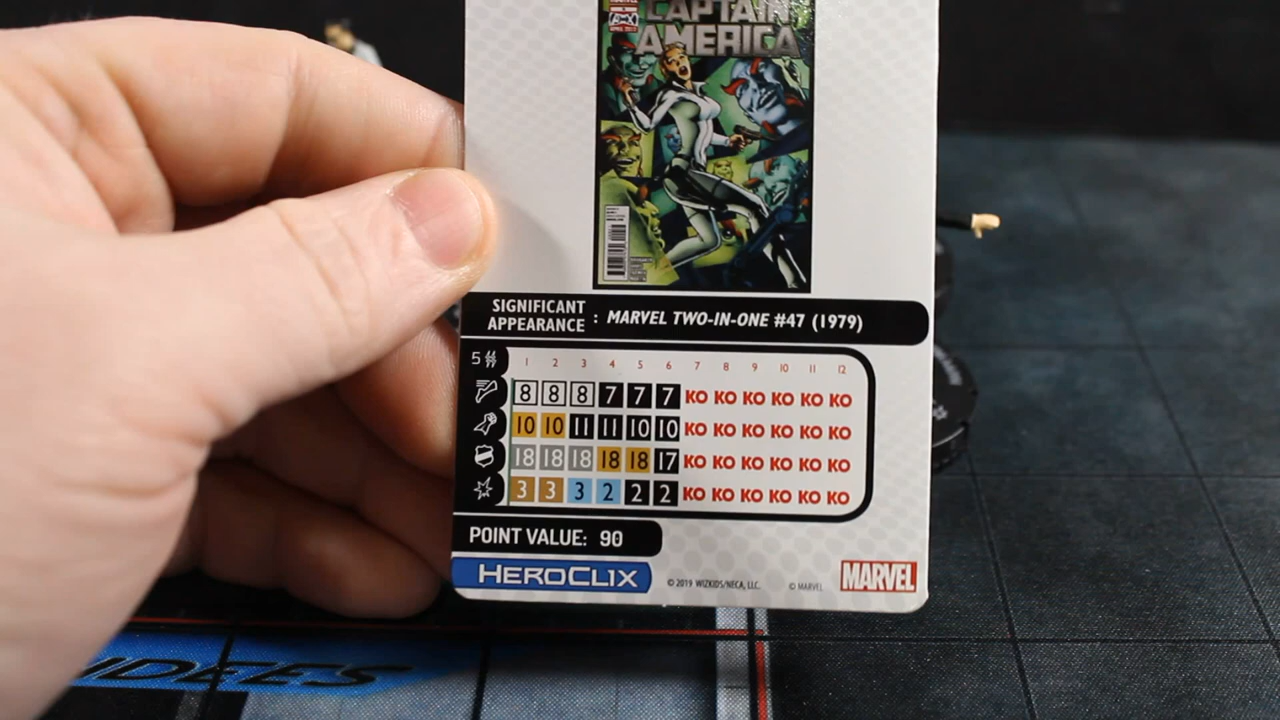 CAPTAIN
AMERICA
SIGNIFICANT
APPEARANCE : MARVEL TWO-IN-ONE #47 (1979)
5 1 2 3 4 5 6 7 8 9 10 11 12
8 8 8 7 7 7 KO KO KO KO KO KO
10 10 11 11 10 10 KO KO KO KO KO KO
18 18 18 18 18 17 KO KO KO KO KO KO
3 3 3 2 2 2 KO KO KO KO KO KO
POINT VALUE: 90
HEROCLIX © 2019 WIZKIDS/NECA, LLC. © MARVEL MARVEL